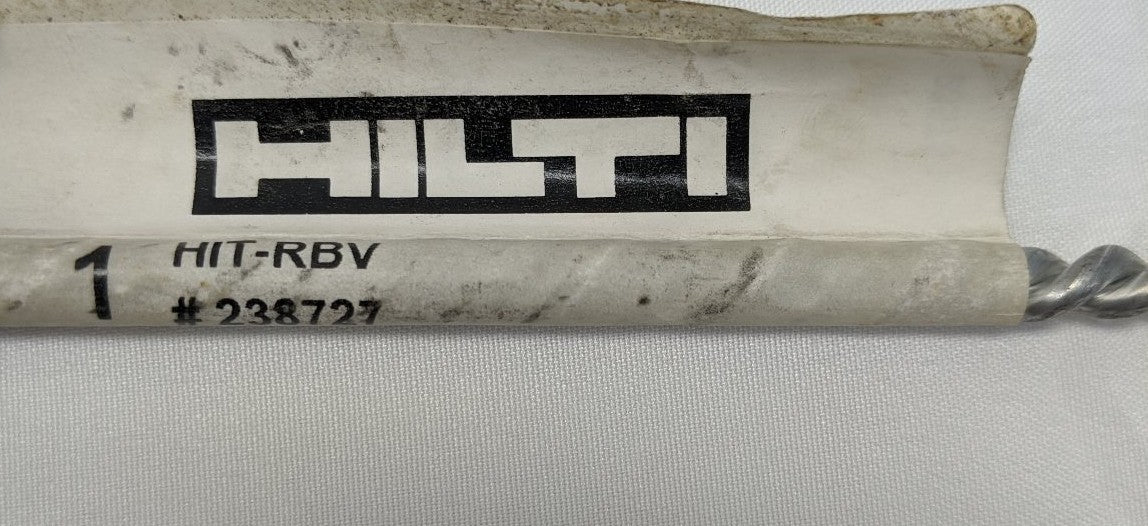 HILTI
1 HIT-RBV
# 238727